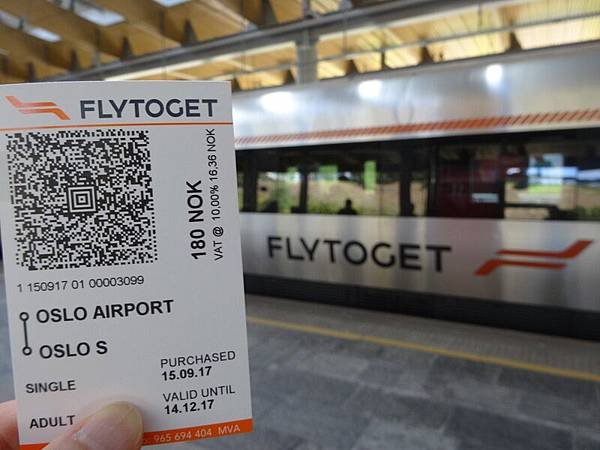 FLYTOGET
180 NOK
VAT @ 10,00% 16,36 NOK
1 150917 01 00003099
OSLO AIRPORT
OSLO S
SINGLE
ADULT
PURCHASED
15.09.17
VALID UNTIL
14.12.17
965 694 404 MVA
FLYTOGET